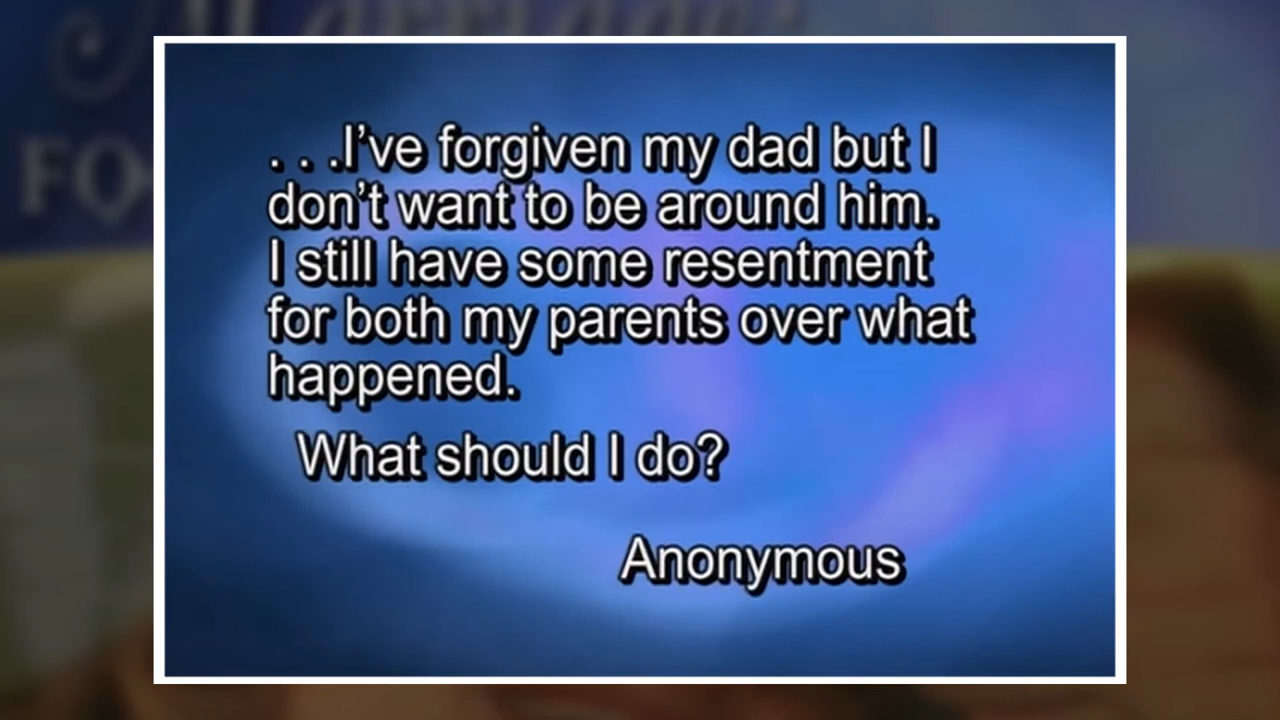 Marriage:
FO
. . .I've forgiven my dad but I
don't want to be around him.
I still have some resentment
for both my parents over what
happened.
What should I do?
Anonymous